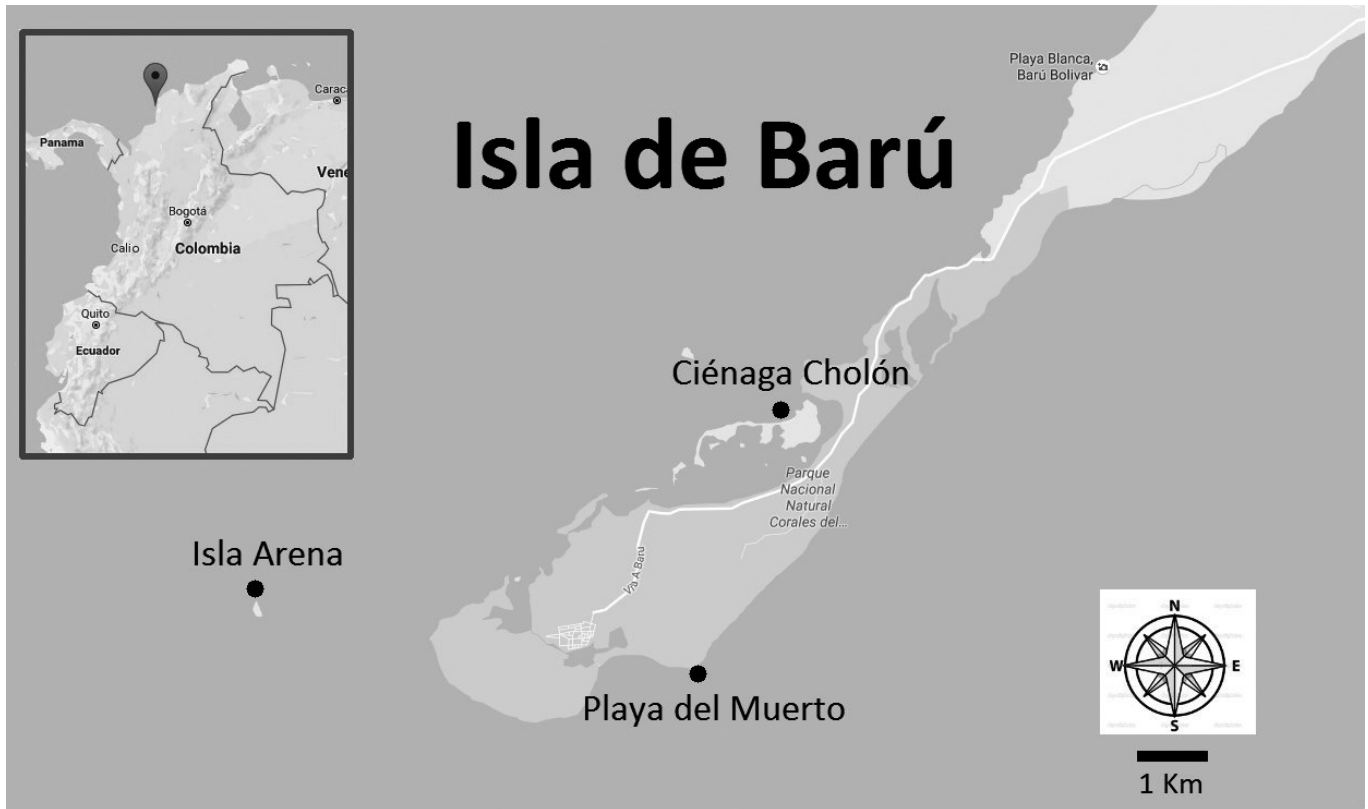 Panama
Caraca
Vene
Bogotá
Calio
Colombia
Quito
Ecuador
Isla de Barú
Playa Blanca,
Barú Bolivar
Ciénaga Cholón
Parque
Nacional
Natural
Corales del...
Isla Arena
Vía A Barú
Playa del Muerto
N
W
E
S
1 Km